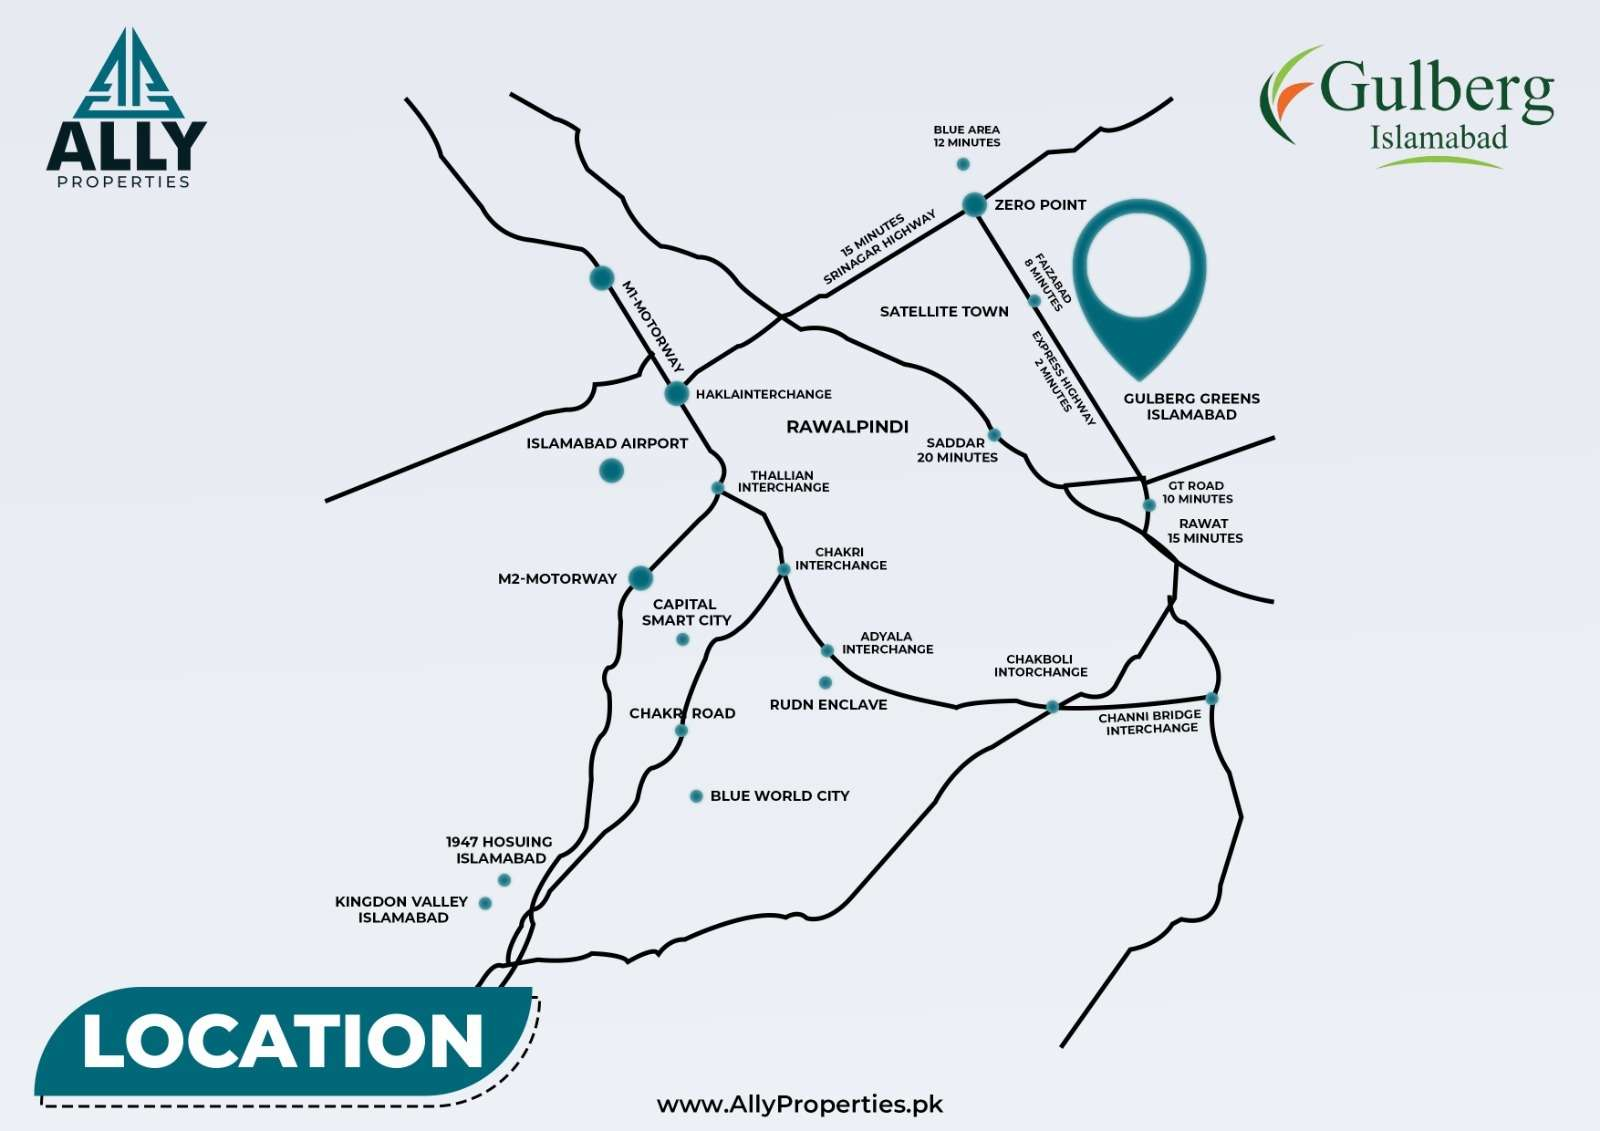 ALLY
PROPERTIES
Gulberg
Islamabad
BLUE AREA
12 MINUTES
ZERO POINT
15 MINUTES
SRINAGAR HIGHWAY
FAIZABAD
8 MINUTES
M1-MOTORWAY
SATELLITE TOWN
EXPRESS HIGHWAY
2 MINUTES
HAKLAINTERCHANGE
GULBERG GREENS
ISLAMABAD
RAWALPINDI
ISLAMABAD AIRPORT
SADDAR
20 MINUTES
THALLIAN
INTERCHANGE
GT ROAD
10 MINUTES
RAWAT
15 MINUTES
CHAKRI
INTERCHANGE
M2-MOTORWAY
CAPITAL
SMART CITY
ADYALA
INTERCHANGE
CHAKBOLI
INTORCHANGE
RUDN ENCLAVE
CHAKRI ROAD
CHANNI BRIDGE
INTERCHANGE
BLUE WORLD CITY
1947 HOSUING
ISLAMABAD
KINGDON VALLEY
ISLAMABAD
LOCATION
www.AllyProperties.pk